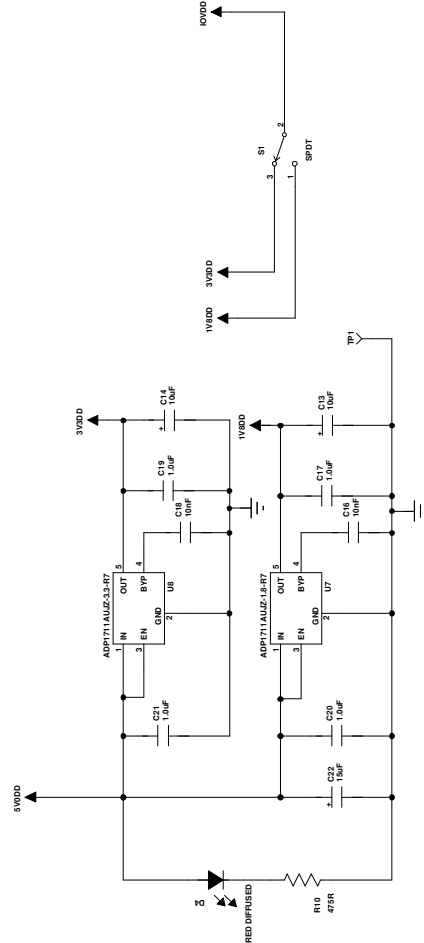 5V0DD
D4
RED DIFFUSED
R10
475R
C21
1.0uF
C22
15uF
C20
1.0uF
ADP1711AUJZ-3.3-R7
1
IN
OUT
5
3
EN
BYP
4
GND
2
U8
C18
10nF
C19
1.0uF
C14
10uF
+
3V3DD
ADP1711AUJZ-1.8-R7
1
IN
OUT
5
3
EN
BYP
4
GND
2
U7
C16
10nF
C17
1.0uF
C13
10uF
+
+
1V8DD
TP1
1V8DD
3V3DD
3
S1
2
1
SPDT
IOVDD